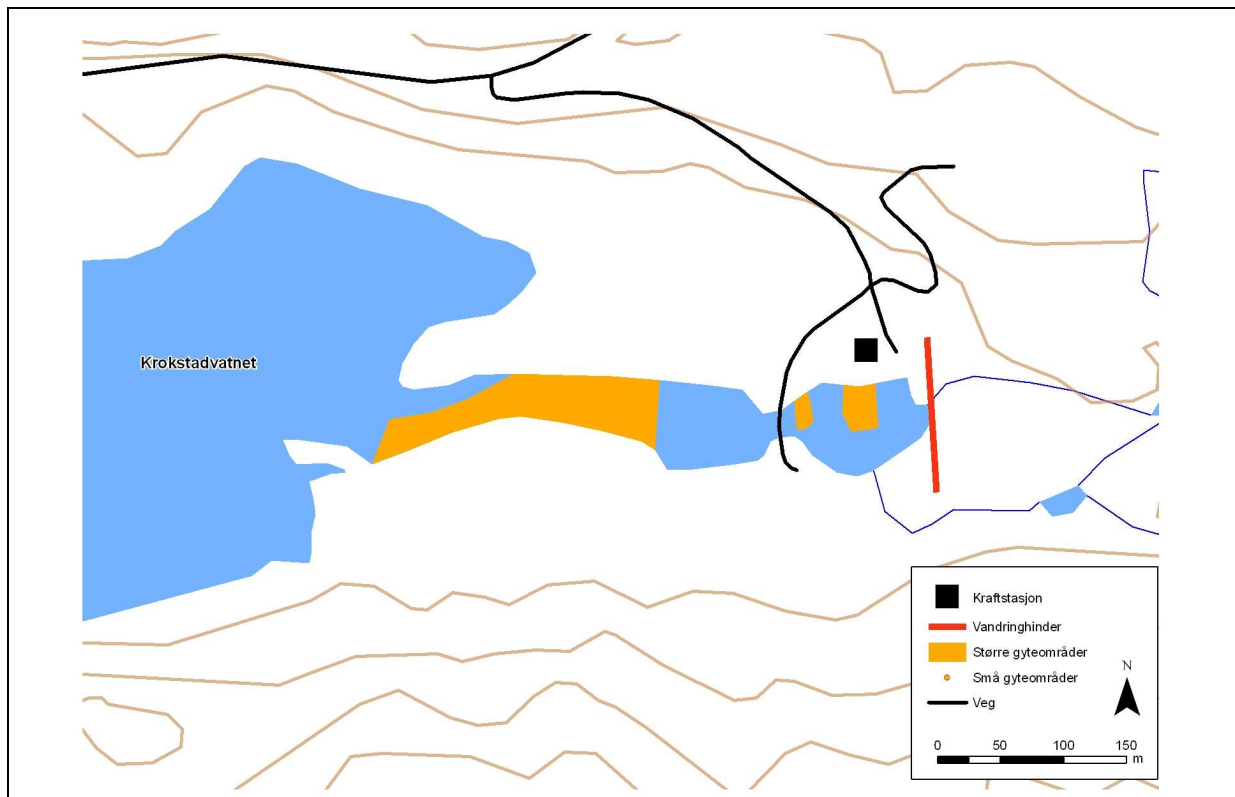 Krokstadvatnet
Kraftstasjon
Vandringhinder
Større gyteområder
Små gyteområder
Veg
N
0 50 100 150
m